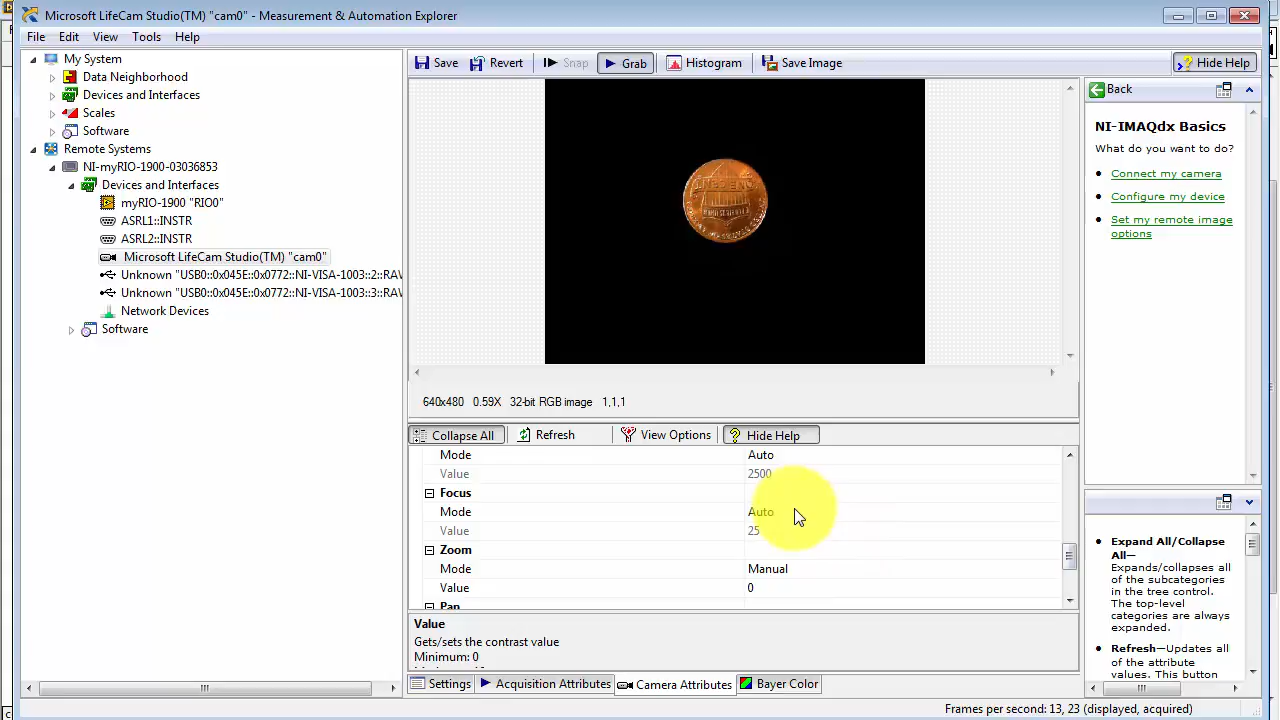 Microsoft LifeCam Studio(TM) "cam0" - Measurement & Automation Explorer
File Edit View Tools Help
My System
Data Neighborhood
Devices and Interfaces
Scales
Software
Remote Systems
NI-myRIO-1900-03036853
Devices and Interfaces
myRIO-1900 "RIO0"
ASRL1::INSTR
ASRL2::INSTR
Microsoft LifeCam Studio(TM) "cam0"
Unknown "USB0::0x045E::0x0772::NI-VISA-1003::2::RAV
Unknown "USB0::0x045E::0x0772::NI-VISA-1003::3::RAV
Network Devices
Software
Save Revert Snap Grab Histogram Save Image Hide Help
640x480 0.59X 32-bit RGB image 1,1,1
Collapse All Refresh View Options Hide Help
Mode Auto
Value 2500
Focus
Mode Auto
Value 25
Zoom
Mode Manual
Value 0
Pan
Value
Gets/sets the contrast value
Minimum: 0
Settings Acquisition Attributes Camera Attributes Bayer Color
Back
NI-IMAQdx Basics
What do you want to do?
Connect my camera
Configure my device
Set my remote image
options
Expand All/Collapse
All—
Expands/collapses
all of the
subcategories
in the tree control.
The top-level
categories are always
expanded.
Refresh—Updates all
of the attribute
values. This button
Frames per second: 13, 23 (displayed, acquired)